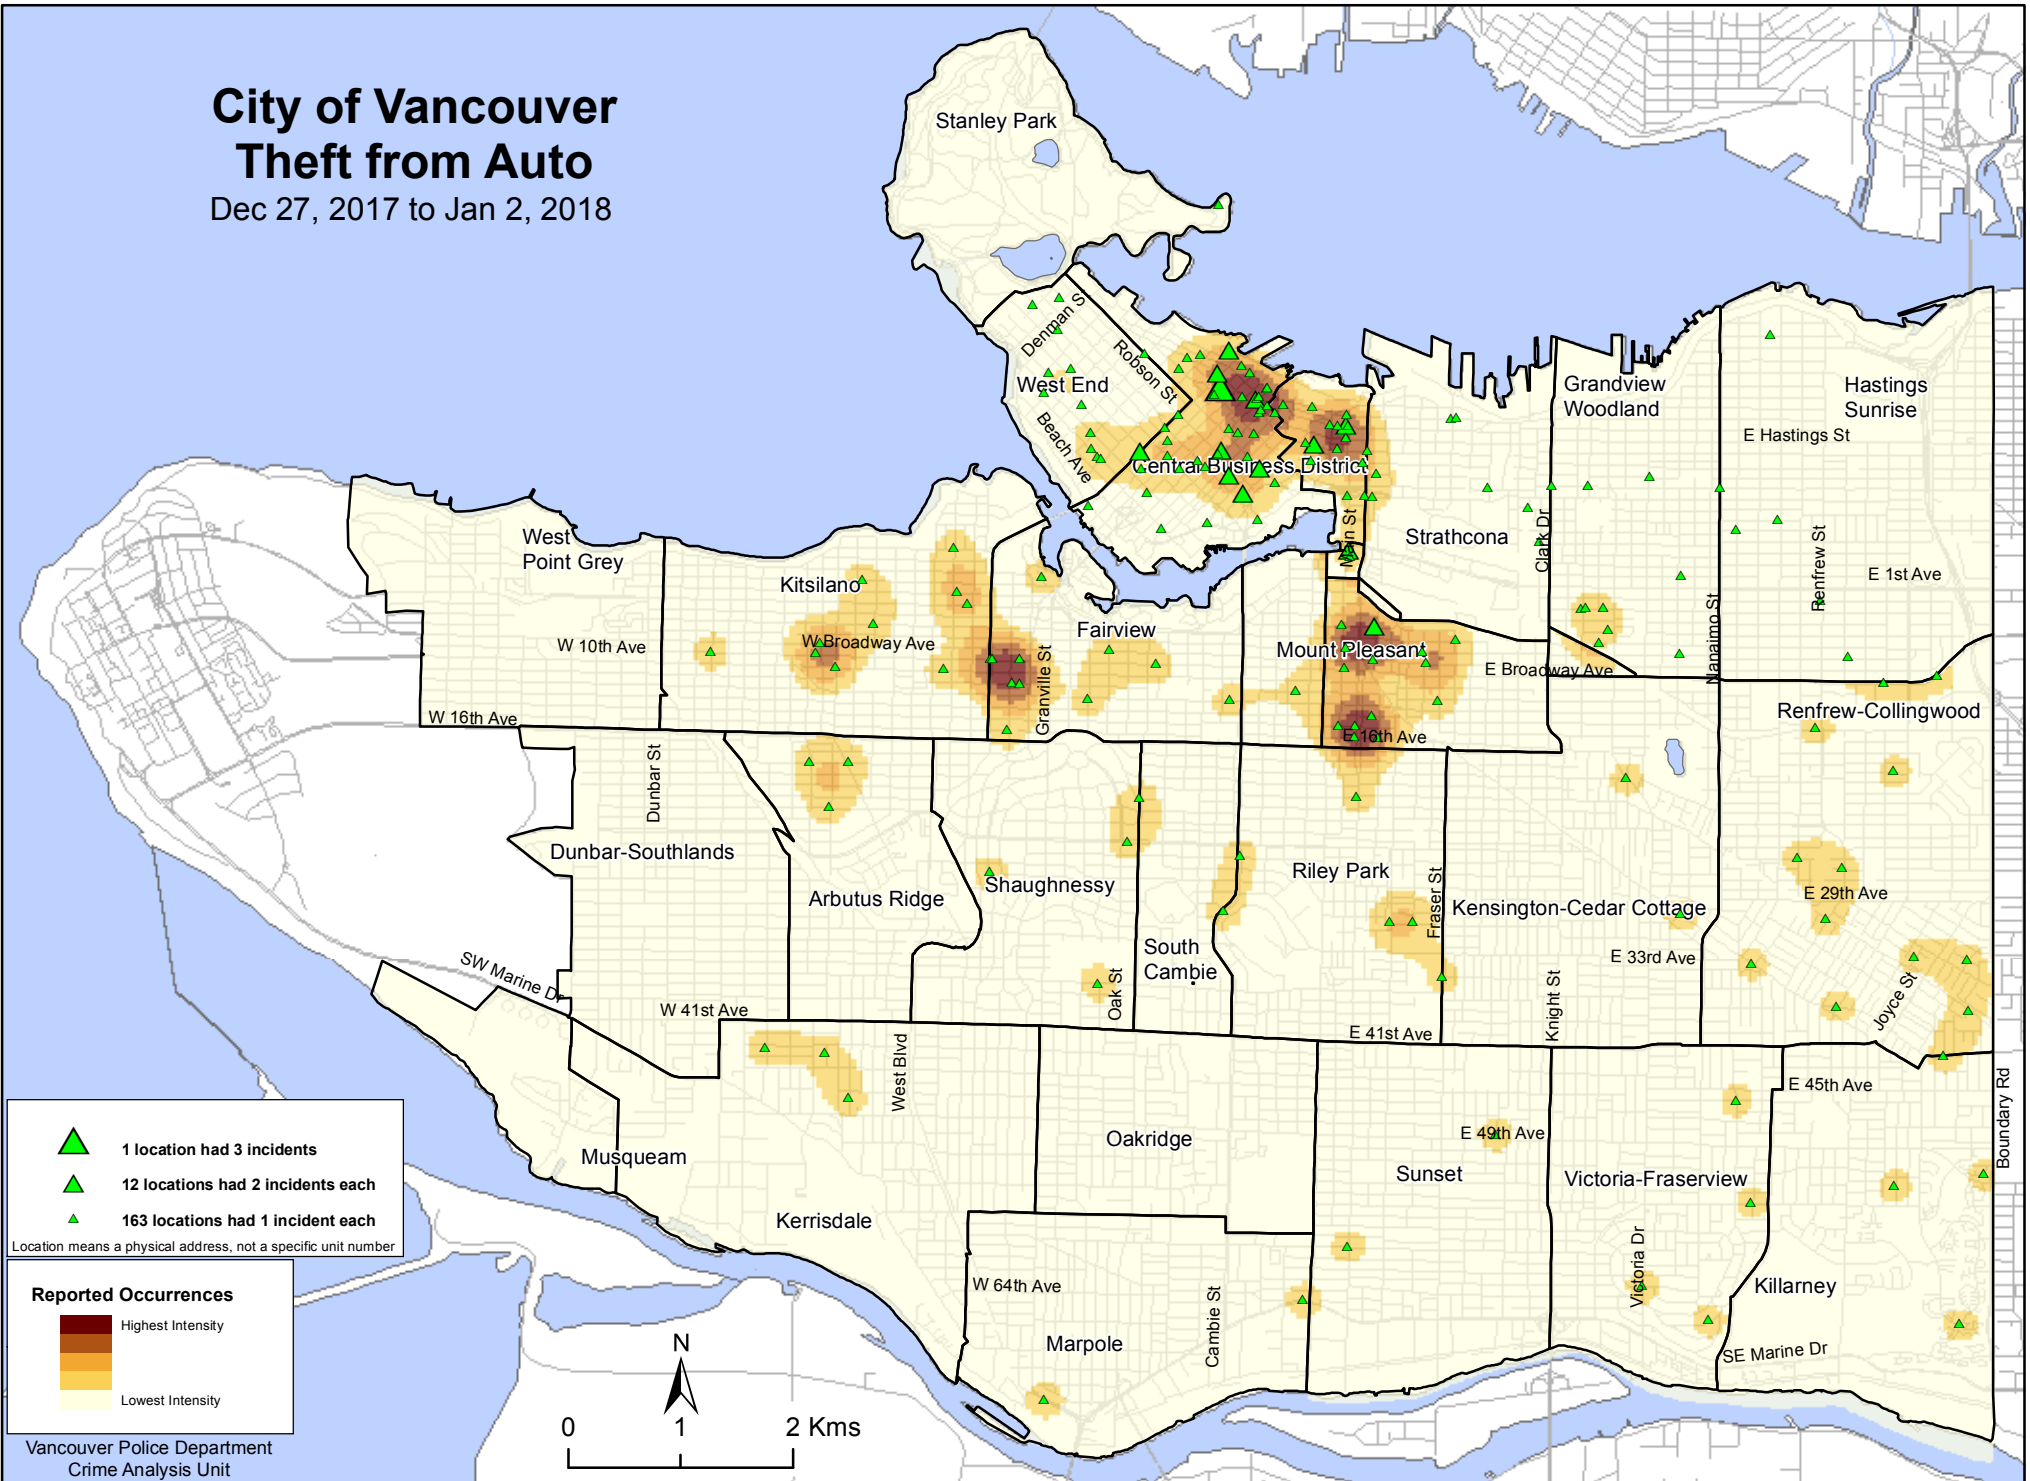 City of Vancouver
Theft from Auto
Dec 27, 2017 to Jan 2, 2018
Stanley Park
Denman S
Robson St
West End
Beach Ave
Central Business District
Grandview
Woodland
Hastings
Sunrise
E Hastings St
Main St
Strathcona
Clark Dr
Nanaimo St
Renfrew St
E 1st Ave
West
Point Grey
Kitsilano
W 10th Ave
W Broadway Ave
Fairview
Granville St
Mount Pleasant
E Broadway Ave
W 16th Ave
E 16th Ave
Renfrew-Collingwood
Dunbar St
Dunbar-Southlands
Arbutus Ridge
Shaughnessy
South
Cambie
Oak St
Riley Park
Fraser St
Kensington-Cedar Cottage
E 29th Ave
E 33rd Ave
Knight St
Joyce St
SW Marine Dr
W 41st Ave
E 41st Ave
West Blvd
E 45th Ave
Boundary Rd
Musqueam
Oakridge
E 49th Ave
Sunset
Victoria-Fraserview
Kerrisdale
Victoria Dr
Killarney
W 64th Ave
Cambie St
Marpole
SE Marine Dr
1 location had 3 incidents
12 locations had 2 incidents each
163 locations had 1 incident each
Location means a physical address, not a specific unit number
Reported Occurrences
Highest Intensity
Lowest Intensity
Vancouver Police Department
Crime Analysis Unit
N
0 1 2 Kms